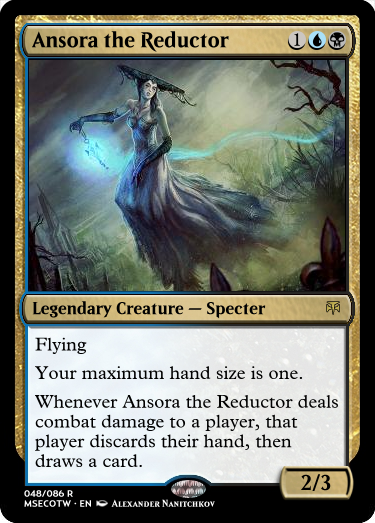 Ansora the Reductor 1
Legendary Creature — Specter
Flying
Your maximum hand size is one.
Whenever Ansora the Reductor deals
combat damage to a player, that
player discards their hand, then
draws a card.
2/3
048/086 R
MSECOTW • EN Alexander Nanitchkov